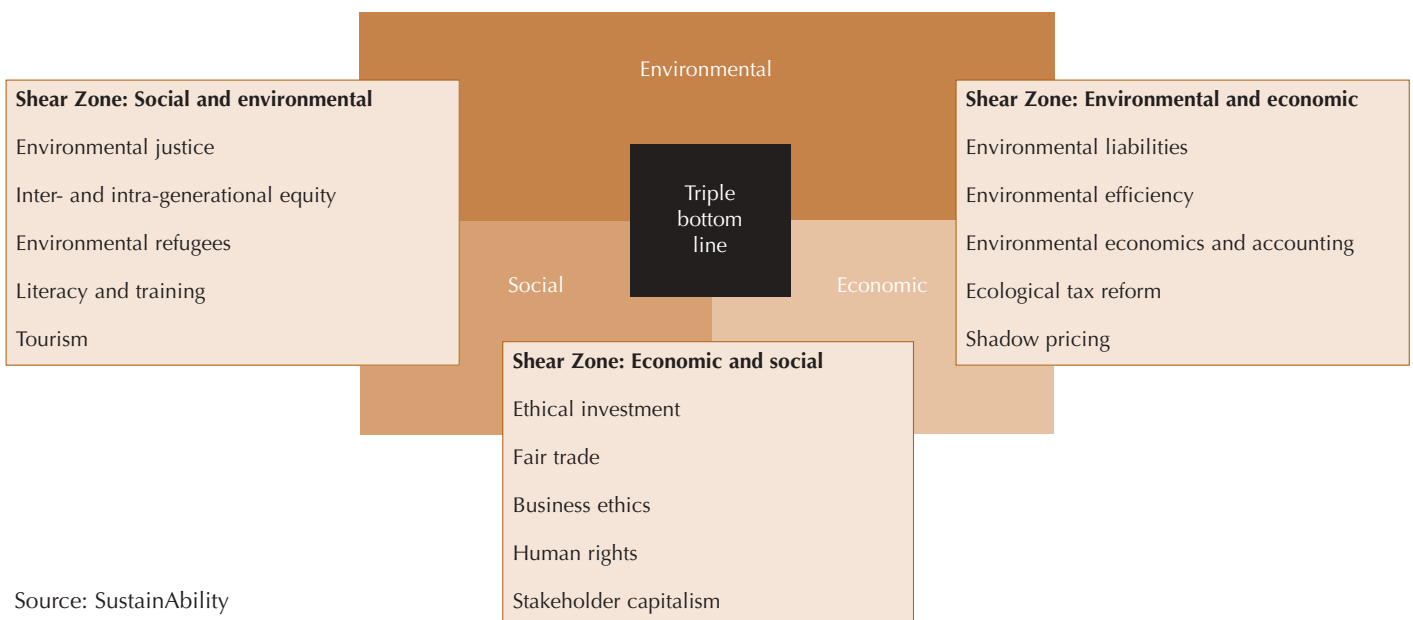 Environmental
Shear Zone: Social and environmental
Environmental justice
Inter- and intra-generational equity
Environmental refugees
Literacy and training
Tourism
Shear Zone: Environmental and economic
Environmental liabilities
Environmental efficiency
Environmental economics and accounting
Ecological tax reform
Shadow pricing
Triple
bottom
line
Social
Economic
Shear Zone: Economic and social
Ethical investment
Fair trade
Business ethics
Human rights
Stakeholder capitalism
Source: SustainAbility